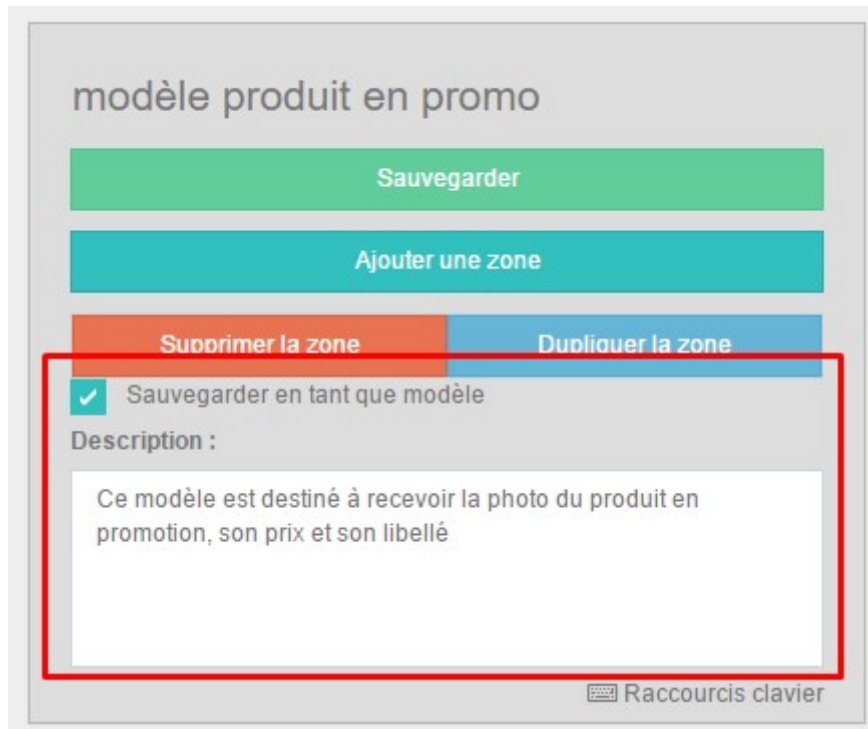 modèle produit en promo
Sauvegarder
Ajouter une zone
Supprimer la zone
Dupliquer la zone
Sauvegarder en tant que modèle
Description :
Ce modèle est destiné à recevoir la photo du produit en
promotion, son prix et son libellé
Raccourcis clavier